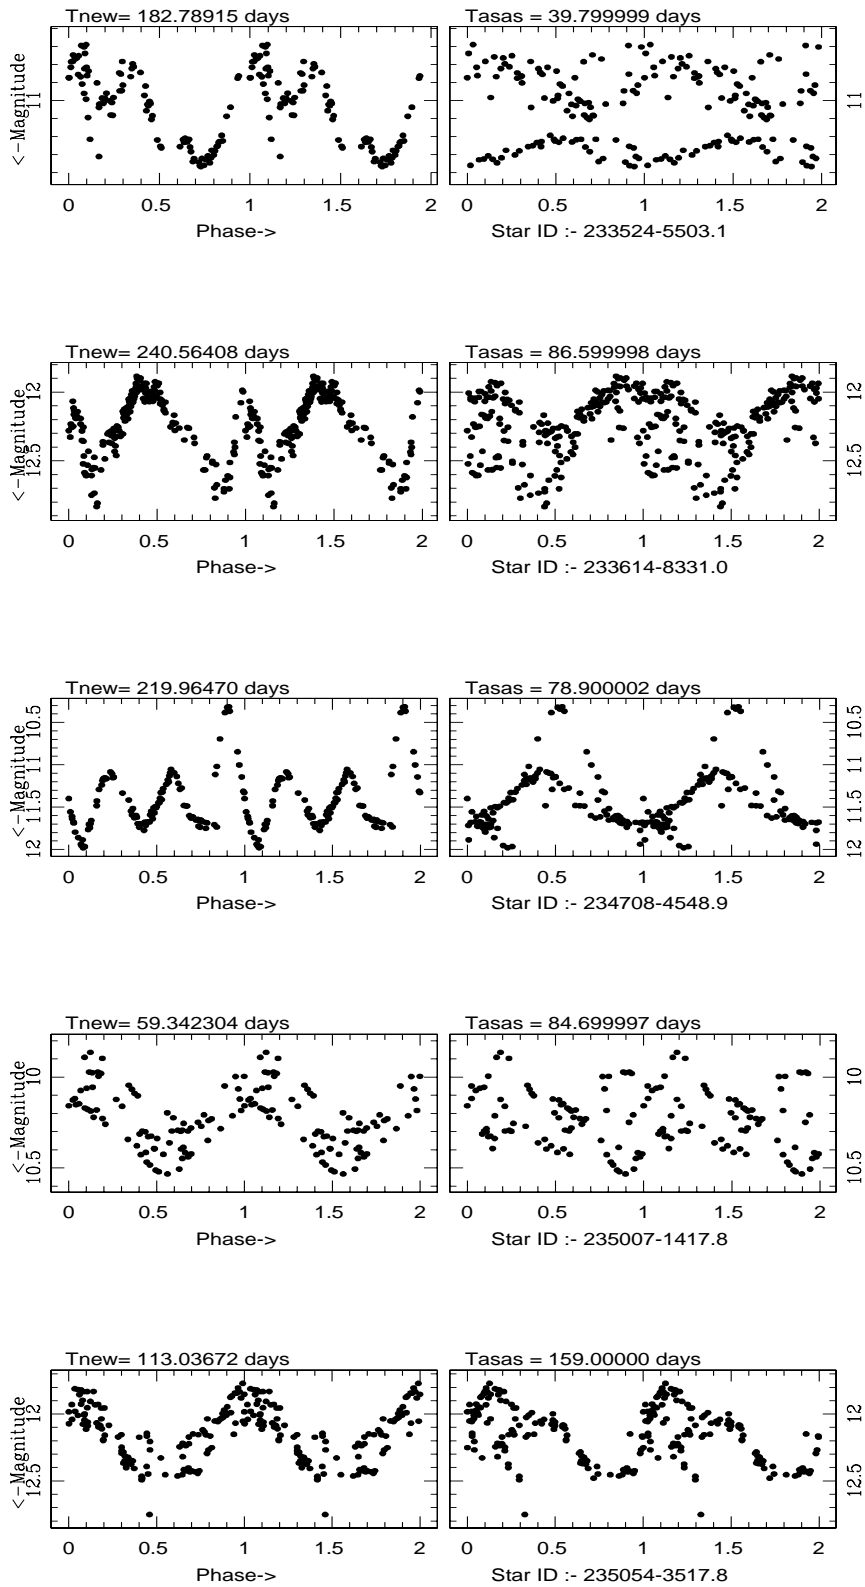 Tnew= 182.78915 days Tasas = 39.799999 days
<-Magnitude
11 11
0 0.5 1 1.5 2 0 0.5 1 1.5 2
Phase-> Star ID :- 233524-5503.1
Tnew= 240.56408 days Tasas = 86.599998 days
<-Magnitude
12 12
12.5 12.5
0 0.5 1 1.5 2 0 0.5 1 1.5 2
Phase-> Star ID :- 233614-8331.0
Tnew= 219.96470 days Tasas = 78.900002 days
<-Magnitude
10.5 10.5
11 11
11.5 11.5
12 12
0 0.5 1 1.5 2 0 0.5 1 1.5 2
Phase-> Star ID :- 234708-4548.9
Tnew= 59.342304 days Tasas = 84.699997 days
<-Magnitude
10 10
10.5 10.5
0 0.5 1 1.5 2 0 0.5 1 1.5 2
Phase-> Star ID :- 235007-1417.8
Tnew= 113.03672 days Tasas = 159.00000 days
<-Magnitude
12 12
12.5 12.5
0 0.5 1 1.5 2 0 0.5 1 1.5 2
Phase-> Star ID :- 235054-3517.8